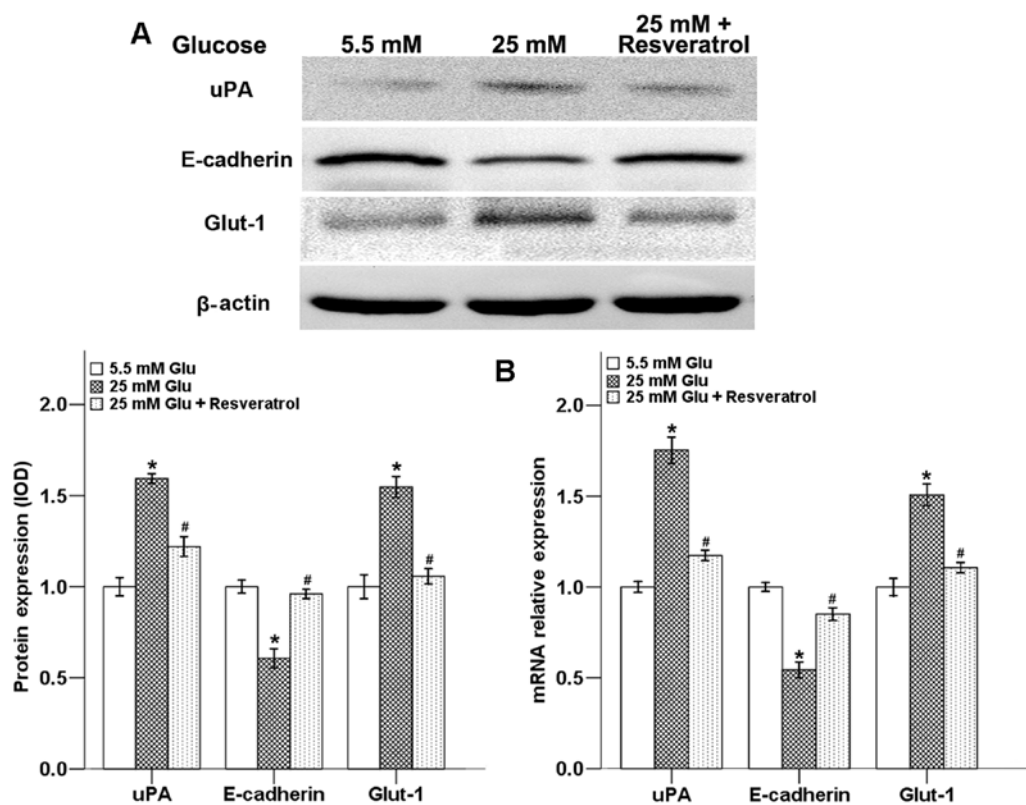 A
Glucose 5.5 mM 25 mM 25 mM +
Resveratrol
uPA
E-cadherin
Glut-1
β-actin
5.5 mM Glu
25 mM Glu
25 mM Glu + Resveratrol
Protein expression (IOD)
2.0
1.5
1.0
0.5
0.0
* # * # * #
uPA E-cadherin Glut-1
B
5.5 mM Glu
25 mM Glu
25 mM Glu + Resveratrol
mRNA relative expression
2.0
1.5
1.0
0.5
0.0
* # * # * #
uPA E-cadherin Glut-1